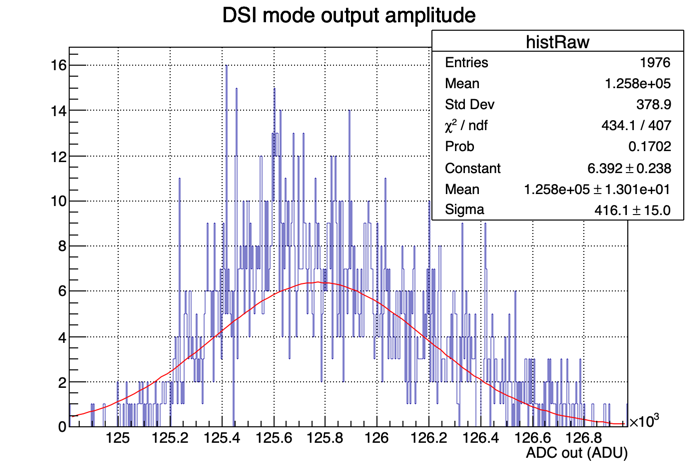 DSI mode output amplitude
histRaw
Entries 1976
Mean 1.258e+05
Std Dev 378.9
χ² / ndf 434.1 / 407
Prob 0.1702
Constant 6.392 ± 0.238
Mean 1.258e+05 ± 1.301e+01
Sigma 416.1 ± 15.0
16
14
12
10
8
6
4
2
0
125 125.2 125.4 125.6 125.8 126 126.2 126.4 126.6 126.8
×10³
ADC out (ADU)